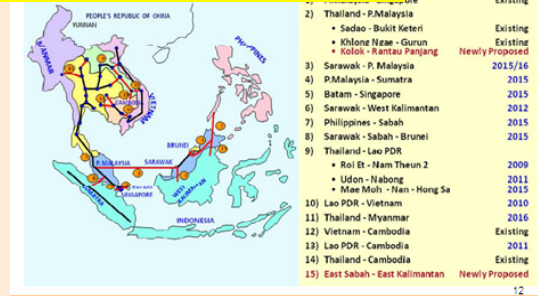 PEOPLE'S REPUBLIC OF CHINA
YUNNAN
MYANMAR
PHILIPPINES
VIETNAM
CAMBODIA
P.MALAYSIA
SARAWAK
BRUNEI
BATAM
SINGAPORE
SUMATRA
WEST
KALIMANTAN
INDONESIA
Singapore Existing
2) Thailand - P.Malaysia
• Sadao - Bukit Keteri Existing
• Khlong Ngae - Gurun Existing
• Kolok - Rantau Panjang Newly Proposed
3) Sarawak - P. Malaysia 2015/16
4) P.Malaysia - Sumatra 2015
5) Batam - Singapore 2015
6) Sarawak - West Kalimantan 2012
7) Philippines - Sabah 2015
8) Sarawak - Sabah - Brunei 2015
9) Thailand - Lao PDR
• Roi Et - Nam Theun 2 2009
• Udon - Nabong 2011
• Mae Moh - Nan - Hong Sa 2015
10) Lao PDR - Vietnam 2010
11) Thailand - Myanmar 2016
12) Vietnam - Cambodia Existing
13) Lao PDR - Cambodia 2011
14) Thailand - Cambodia Existing
15) East Sabah - East Kalimantan Newly Proposed
12